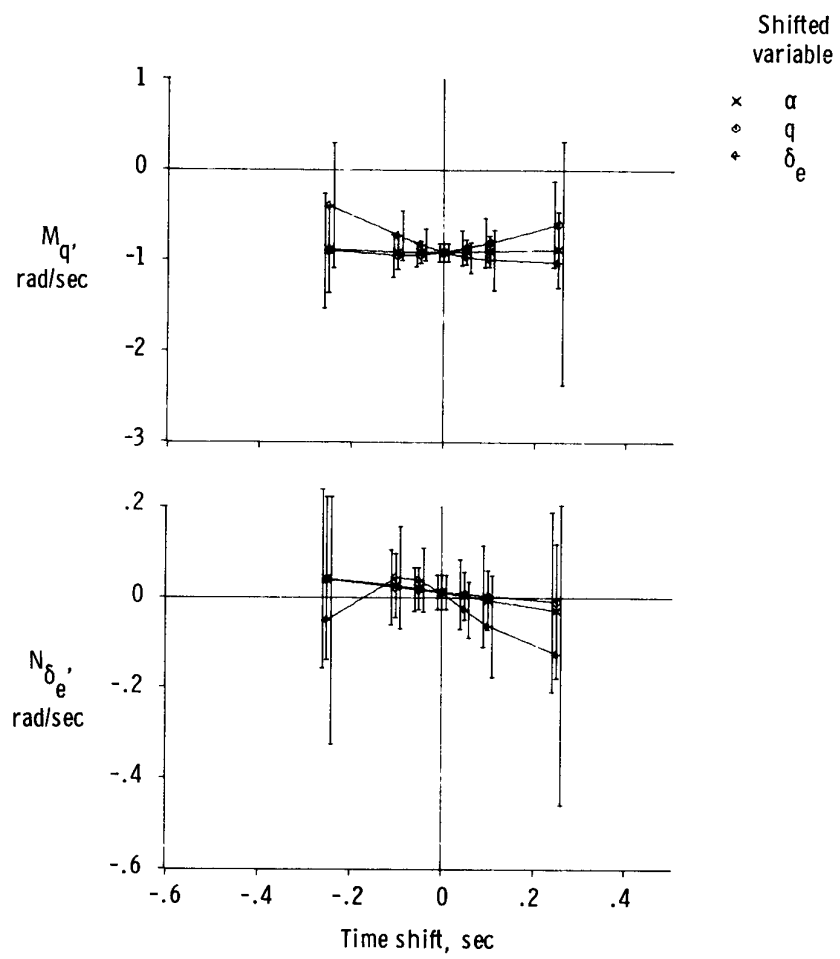 Shifted
variable
α
q
δe
1
0
-1
-2
-3
Mq,
rad/sec
.2
0
-.2
-.4
-.6
Nδe,
rad/sec
-.6 -.4 -.2 0 .2 .4
Time shift, sec